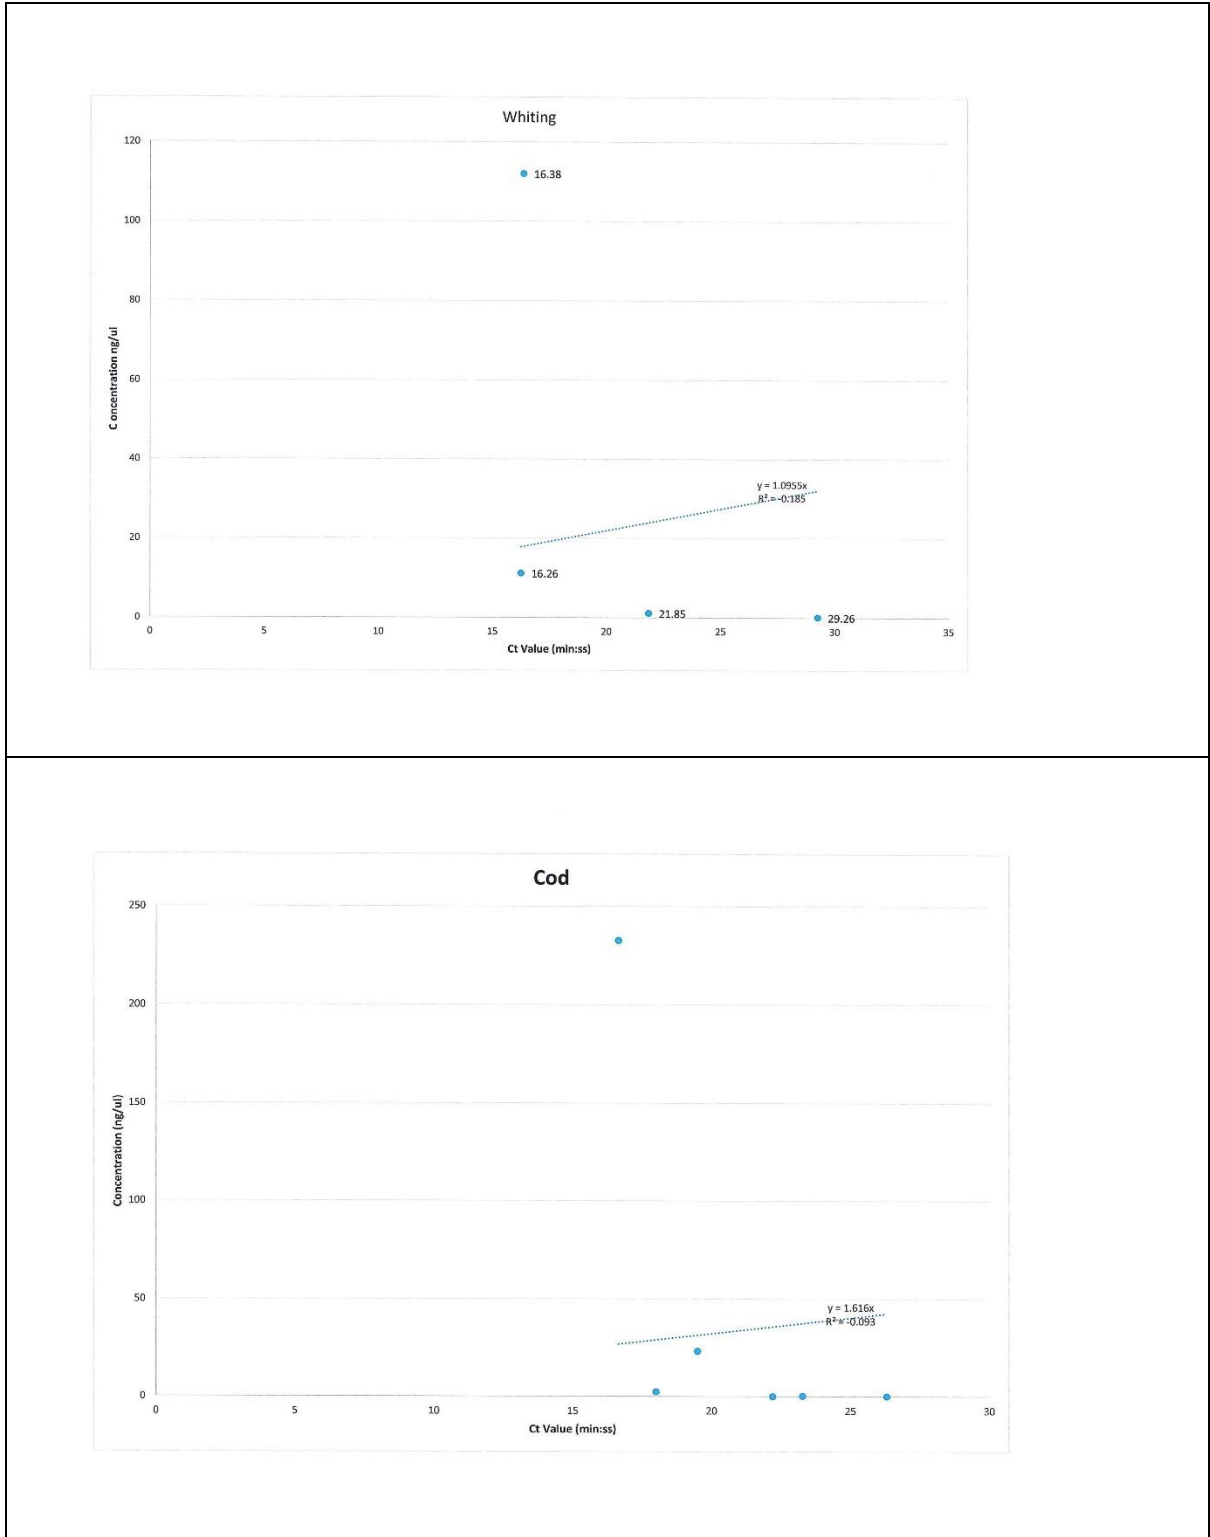 Whiting
120
16.38
100
80
C oncentration ng/ul
60
40
y = 1.0955x
R² = -0.185
20
16.26
21.85
29.26
0
0 5 10 15 20 25 30 35
Ct Value (min:ss)
Cod
250
200
150
Concentration (ng/ul)
100
50
y = 1.616x
R² = -0.093
0
0 5 10 15 20 25 30
Ct Value (min:ss)